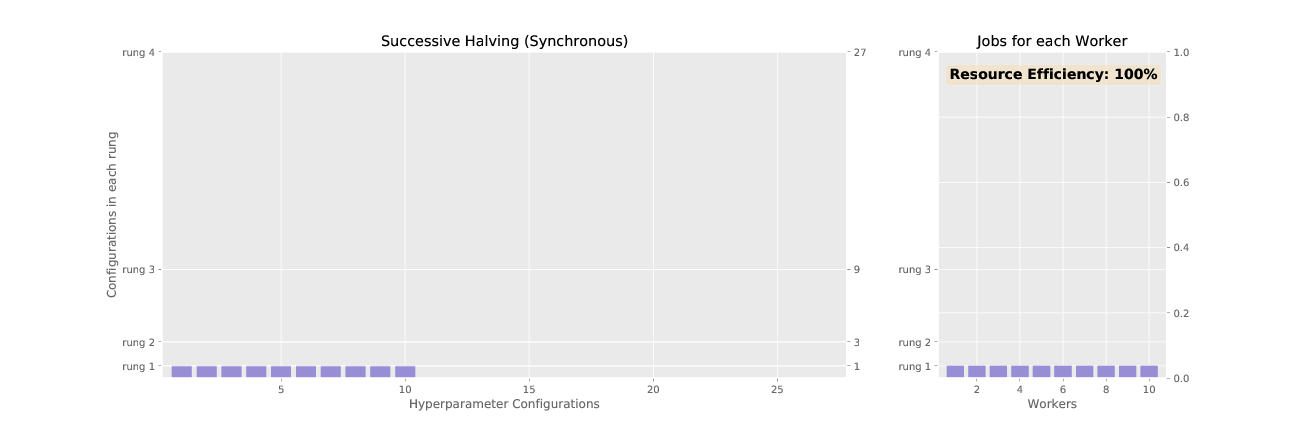 Successive Halving (Synchronous)
Configurations in each rung
rung 4
rung 3
rung 2
rung 1
27
9
3
1
5 10 15 20 25
Hyperparameter Configurations
Jobs for each Worker
Resource Efficiency: 100%
rung 4
rung 3
rung 2
rung 1
1.0
0.8
0.6
0.4
0.2
0.0
2 4 6 8 10
Workers